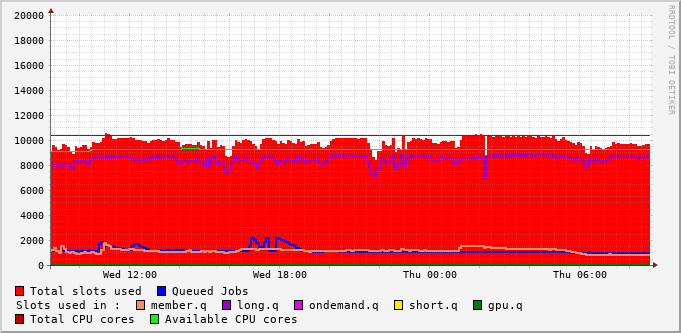 20000
18000
16000
14000
12000
10000
8000
6000
4000
2000
0
Wed 12:00 Wed 18:00 Thu 00:00 Thu 06:00
RRDTOOL / TOBI OETIKER
Total slots used Queued Jobs
Slots used in : member.q long.q ondemand.q short.q gpu.q
Total CPU cores Available CPU cores